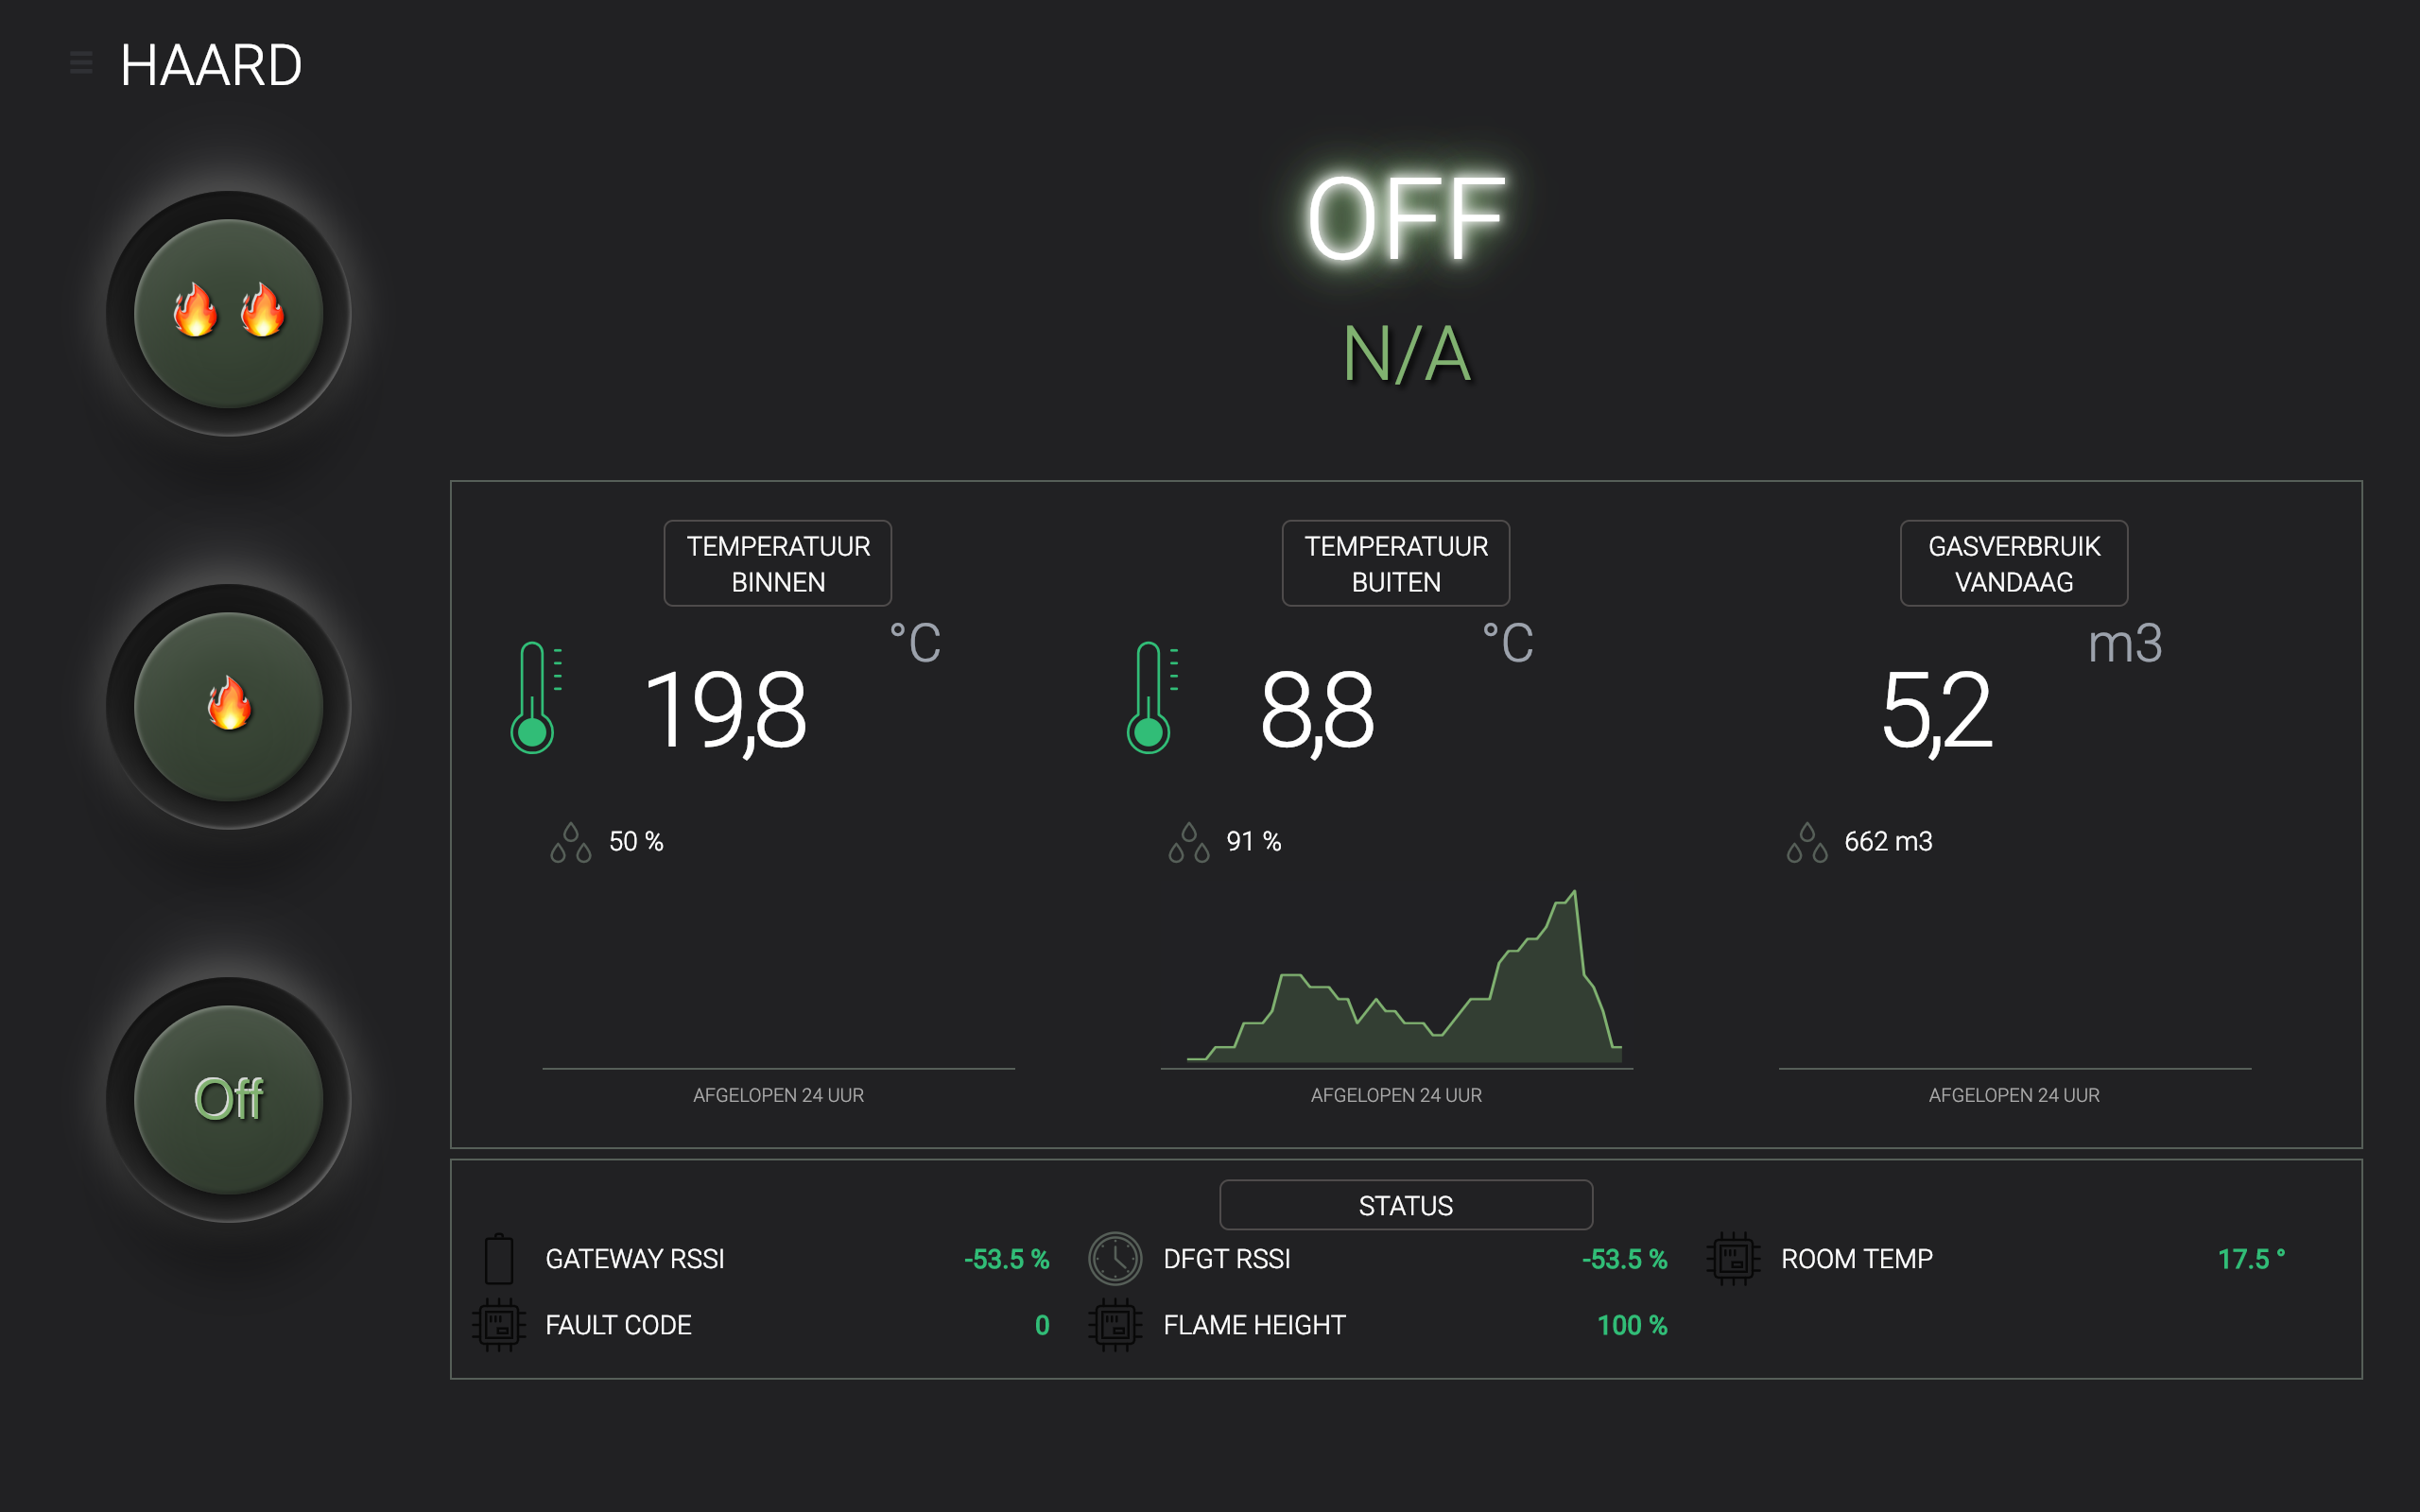 HAARD
OFF
N/A
TEMPERATUUR
BINNEN
°C
19,8
50 %
AFGELOPEN 24 UUR
TEMPERATUUR
BUITEN
°C
8,8
91 %
AFGELOPEN 24 UUR
GASVERBRUIK
VANDAAG
m3
5,2
662 m3
AFGELOPEN 24 UUR
Off
STATUS
GATEWAY RSSI -53.5 %
DFGT RSSI -53.5 %
ROOM TEMP 17.5 °
FAULT CODE 0
FLAME HEIGHT 100 %